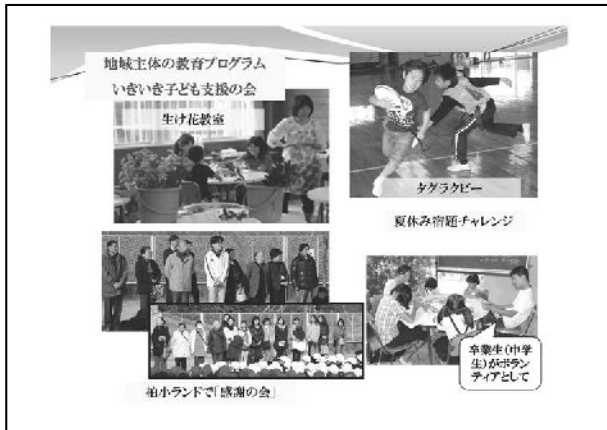 地域主体の教育プログラム
いきいき子ども支援の会
生け花教室
タグラグビー
夏休み宿題チャレンジ
柏小ランドで「感謝の会」
卒業生(中学
生)がボラン
ティアとして